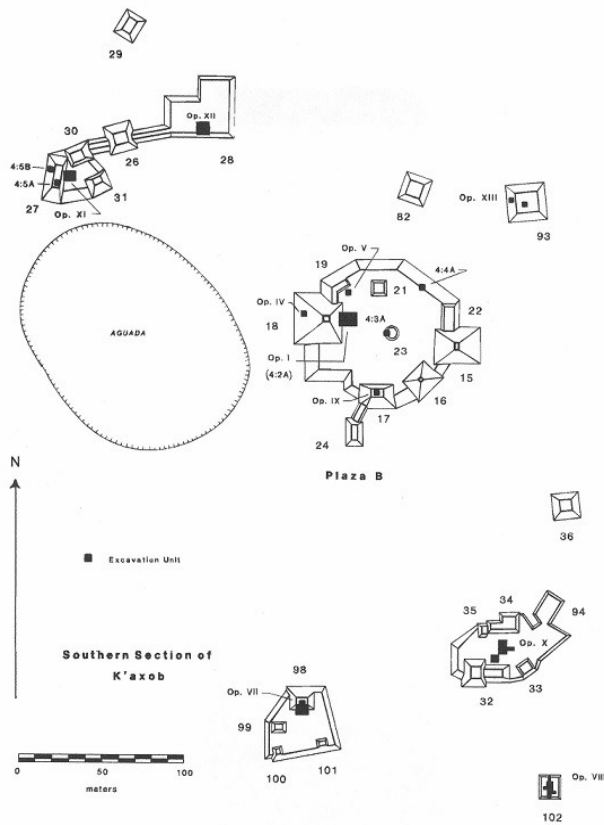 29
Op. XII
30
4:5B
26
28
4:5A
31
27
Op. XI
82
Op. XIII
93
Op. V
19
4:4A
21
Op. IV
22
AGUADA
18
4:3A
23
Op. I
(4:2A)
15
16
Op. IX
17
24
Plaza B
N
36
Excavation Unit
34
94
35
Op. X
Southern Section of
K'axob
98
33
Op. VII
32
99
0 50 100
meters
101
100
Op. VIII
102